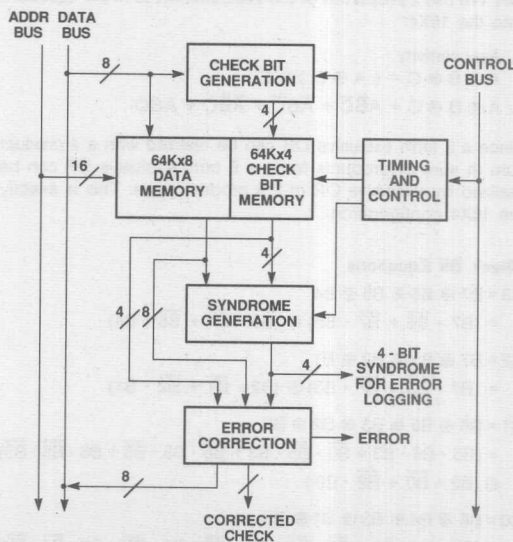 ADDR BUS
DATA BUS
CONTROL BUS
CHECK BIT GENERATION
8
4
16
64Kx8 DATA MEMORY
64Kx4 CHECK BIT MEMORY
TIMING AND CONTROL
4
4
8
SYNDROME GENERATION
4
4 - BIT SYNDROME FOR ERROR LOGGING
ERROR CORRECTION
ERROR
8
CORRECTED CHECK